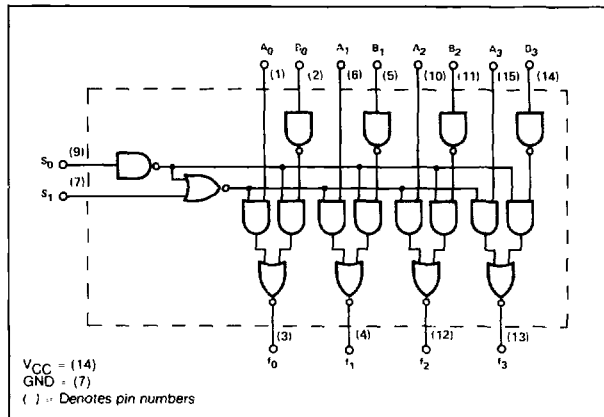 A0 B0 A1 B1 A2 B2 A3 B3
(1) (2) (6) (5) (10) (11) (15) (14)
(9)
S0
(7)
S1
(3) (4) (12) (13)
f0 f1 f2 f3
VCC = (14)
GND = (7)
( ) = Denotes pin numbers